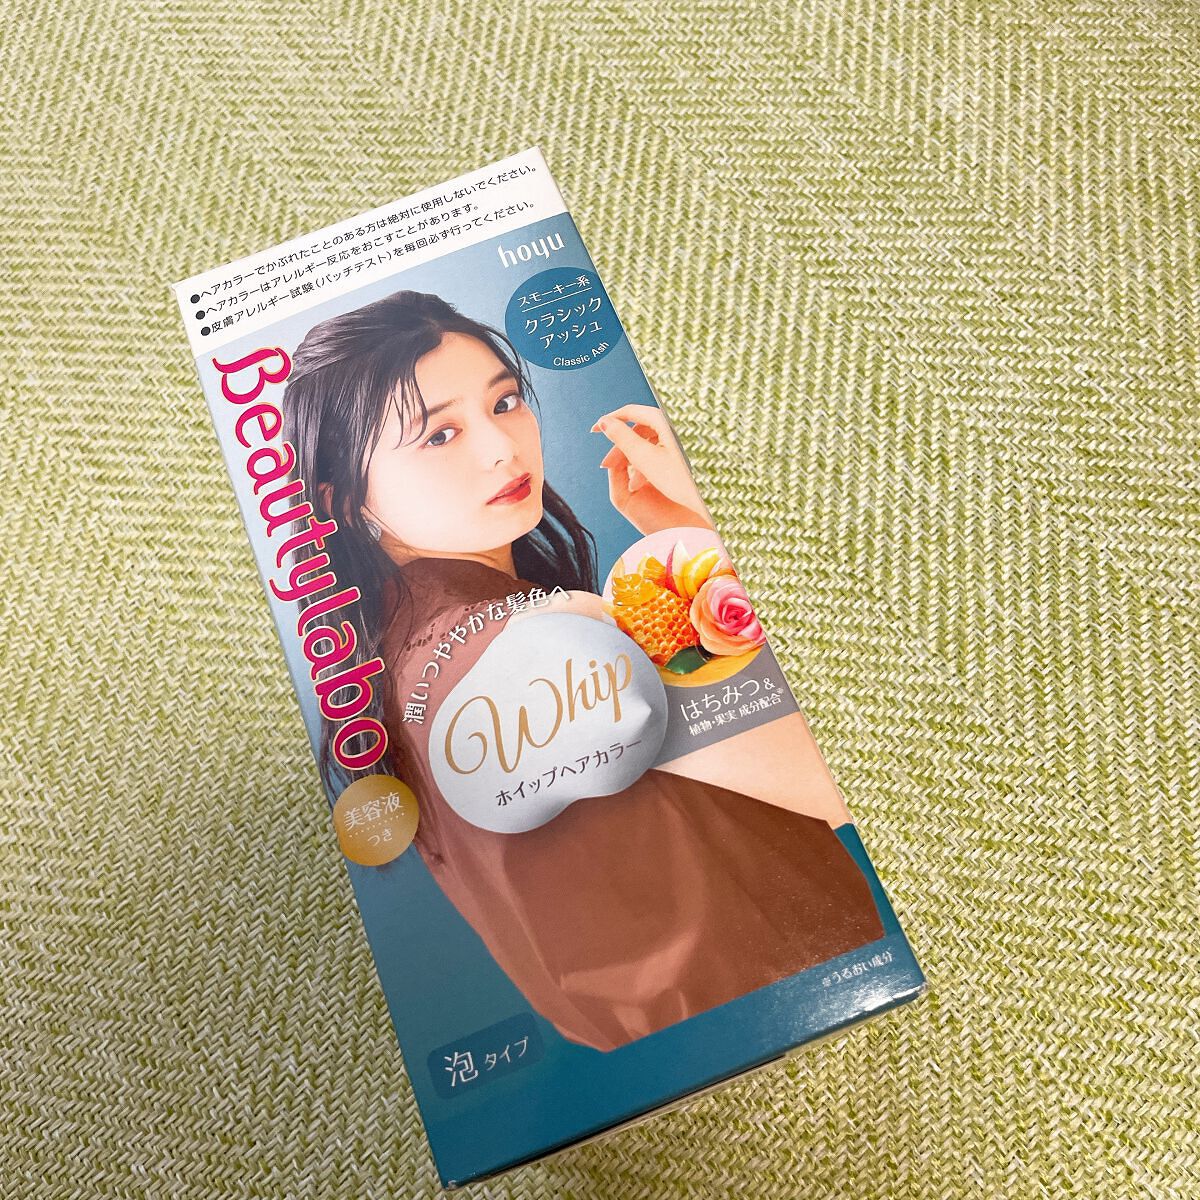 ●ヘアカラーでかぶれたことのある方は絶対に使用しないでください。
●ヘアカラーはアレルギー反応をおこすことがあります。
●皮膚アレルギー試験(パッチテスト)を毎回必ず行ってください。
hoyu
スモーキー系
クラシック
アッシュ
Classic Ash
Beautylabo
潤いつややかな髪色へ
Whip
ホイップヘアカラー
はちみつ&
植物・果実 成分配合※
美容液
つき
※うるおい成分
泡タイプ